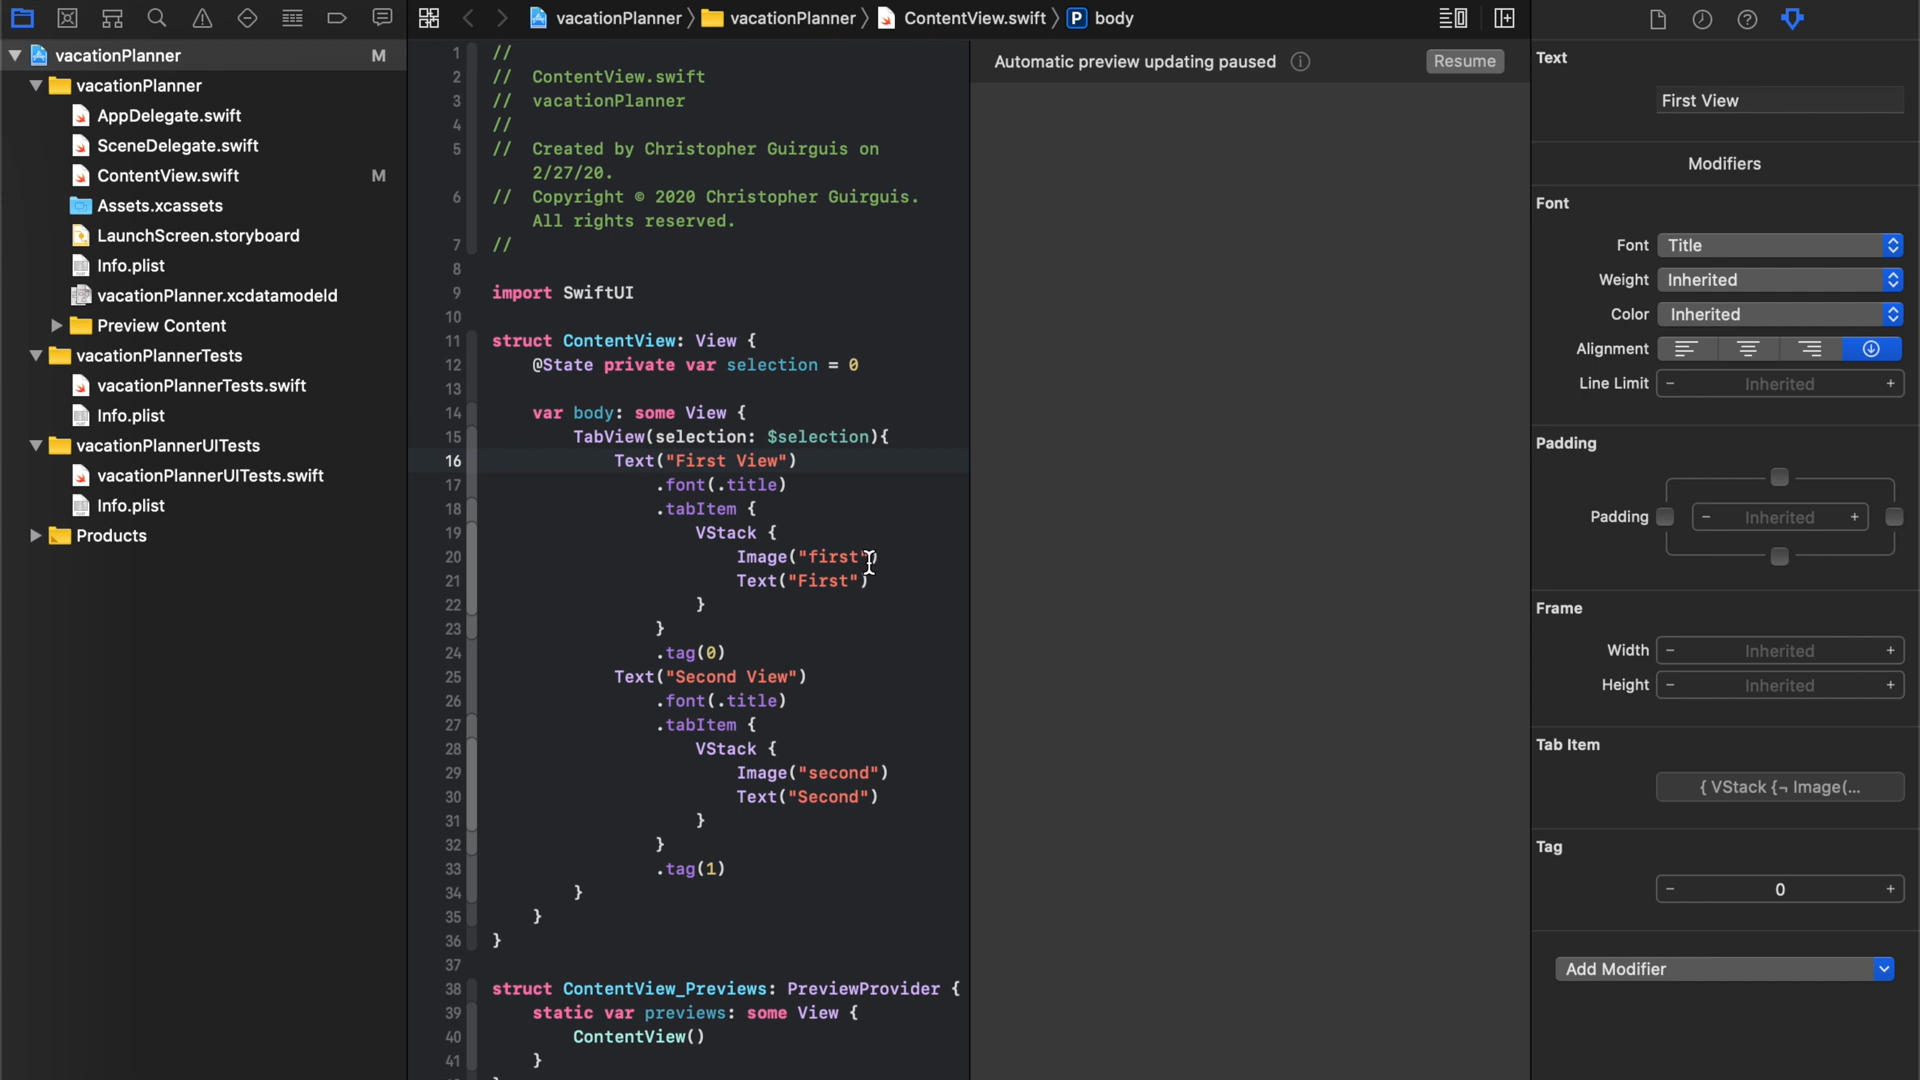 vacationPlanner vacationPlanner ContentView.swift P body
vacationPlanner M
vacationPlanner
AppDelegate.swift
SceneDelegate.swift
ContentView.swift M
Assets.xcassets
LaunchScreen.storyboard
Info.plist
vacationPlanner.xcdatamodeld
Preview Content
vacationPlannerTests
vacationPlannerTests.swift
Info.plist
vacationPlannerUITests
vacationPlannerUITests.swift
Info.plist
Products
1 //
2 // ContentView.swift
3 // vacationPlanner
4 //
5 // Created by Christopher Guirguis on
2/27/20.
6 // Copyright © 2020 Christopher Guirguis.
All rights reserved.
7 //
8
9 import SwiftUI
10
11 struct ContentView: View {
12 @State private var selection = 0
13
14 var body: some View {
15 TabView(selection: $selection){
16 Text("First View")
17 .font(.title)
18 .tabItem {
19 VStack {
20 Image("first")
21 Text("First")
22 }
23 }
24 .tag(0)
25 Text("Second View")
26 .font(.title)
27 .tabItem {
28 VStack {
29 Image("second")
30 Text("Second")
31 }
32 }
33 .tag(1)
34 }
35 }
36 }
37
38 struct ContentView_Previews: PreviewProvider {
39 static var previews: some View {
40 ContentView()
41 }
Automatic preview updating paused
Resume
Text
First View
Modifiers
Font
Font Title
Weight Inherited
Color Inherited
Alignment
Line Limit - Inherited +
Padding
Padding - Inherited +
Frame
Width - Inherited +
Height - Inherited +
Tab Item
{ VStack {¬ Image(...
Tag
- 0 +
Add Modifier